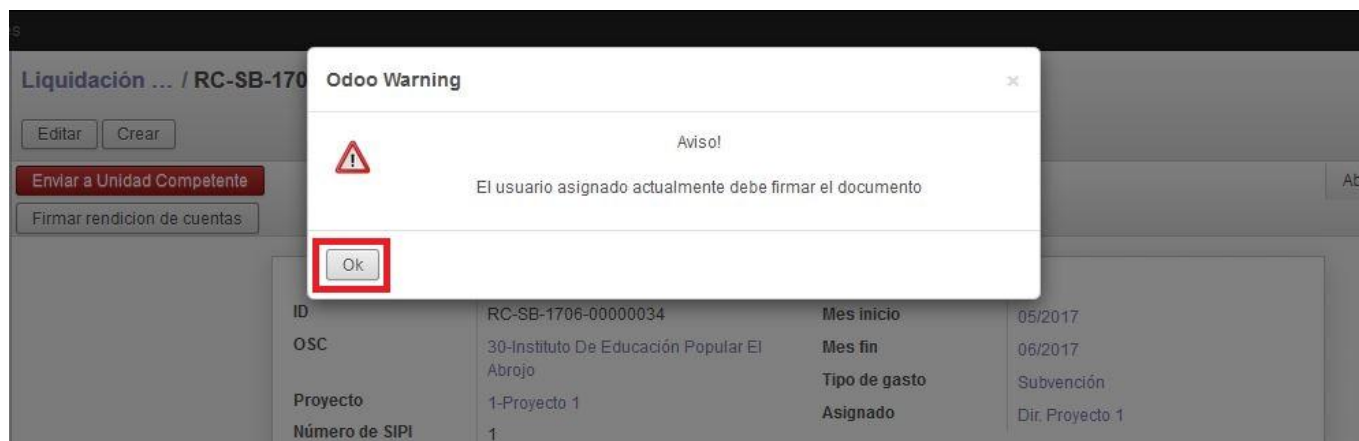 s
Liquidación ... / RC-SB-170
Odoo Warning
×
Editar
Crear
Aviso!
Enviar a Unidad Competente
El usuario asignado actualmente debe firmar el documento
Ab
Firmar rendicion de cuentas
Ok
ID RC-SB-1706-00000034 Mes inicio 05/2017
OSC 30-Instituto De Educación Popular El Mes fin 06/2017
Abrojo
Tipo de gasto Subvención
Proyecto 1-Proyecto 1
Asignado Dir. Proyecto 1
Número de SIPI 1